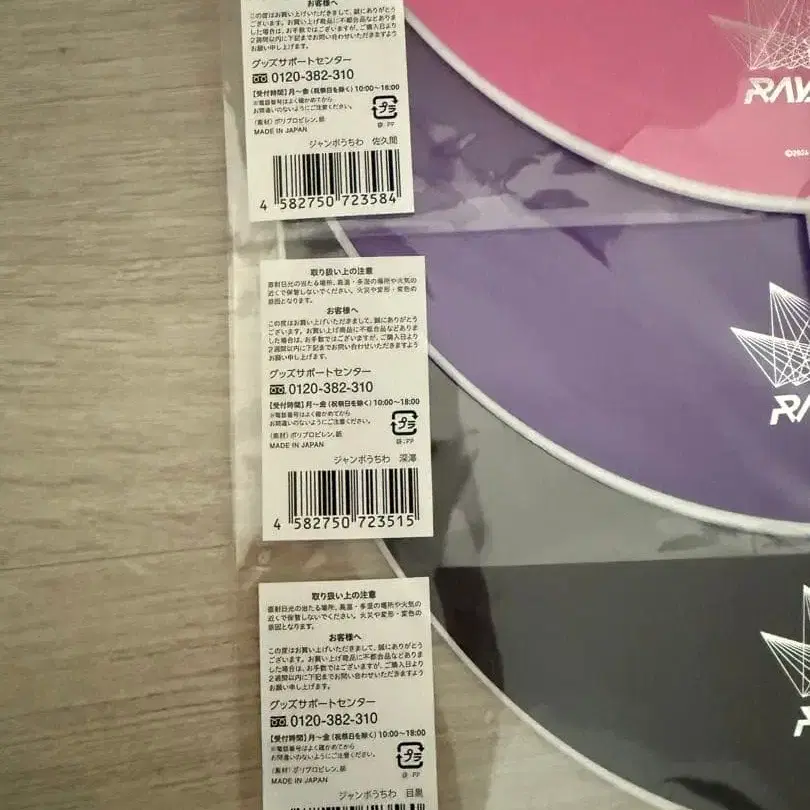 お客様へ
この度はお買い上げいただきまして、誠にありがとう
ございます。お買い上げ商品に不都合などありま
した場合は、お手数ではございますが、ご購入日より
2週間以内に下記までお問い合わせいただきますよう
お願い申し上げます。
グッズサポートセンター
0120-382-310
【受付時間】月～金(祝祭日を除く)10:00~18:00
※電話番号はよく確かめてから
お間違いのないようにご注意ください。
(素材)ポリプロピレン、紙
MADE IN JAPAN
プラ
袋:PP
ジャンボうちわ 佐久間
4 582750 723584
取り扱い上の注意
直射日光の当たる場所、高温・多湿の場所や火気の
近くで保管しないでください。火災や変形・変色の
原因となります。
お客様へ
この度はお買い上げいただきまして、誠にありがとう
ございます。お買い上げ商品に不都合などありま
した場合は、お手数ではございますが、ご購入日より
2週間以内に下記までお問い合わせいただきますよう
お願い申し上げます。
グッズサポートセンター
0120-382-310
【受付時間】月～金(祝祭日を除く)10:00~18:00
※電話番号はよく確かめてから
お間違いのないようにご注意ください。
(素材)ポリプロピレン、紙
MADE IN JAPAN
プラ
袋:PP
ジャンボうちわ 深澤
4 582750 723515
取り扱い上の注意
直射日光の当たる場所、高温・多湿の場所や火気の
近くで保管しないでください。火災や変形・変色の
原因となります。
お客様へ
この度はお買い上げいただきまして、誠にありがとう
ございます。お買い上げ商品に不都合などありま
した場合は、お手数ではございますが、ご購入日より
2週間以内に下記までお問い合わせいただきますよう
お願い申し上げます。
グッズサポートセンター
0120-382-310
【受付時間】月～金(祝祭日を除く)10:00~18:00
※電話番号はよく確かめてから
お間違いのないようにご注意ください。
(素材)ポリプロピレン、紙
MADE IN JAPAN
プラ
袋:PP
ジャンボうちわ 目黒